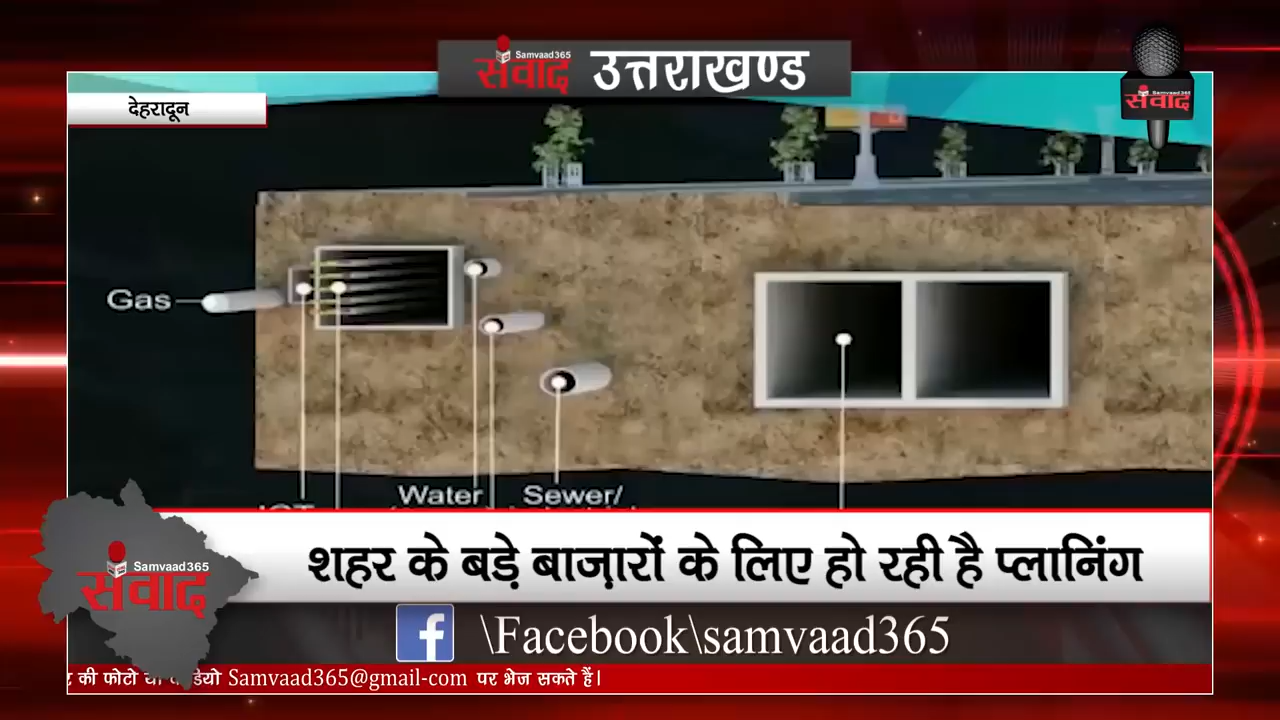 Samvaad365
संवाद उत्तराखण्ड
Samvaad365
संवाद
देहरादून
Gas
Water
Sewer/
शहर के बड़े बाज़ारों के लिए हो रही है प्लानिंग
Samvaad365
संवाद
f \Facebook\samvaad365
की फोटो Samvaad365@gmail-com पर भेज सकते हैं।